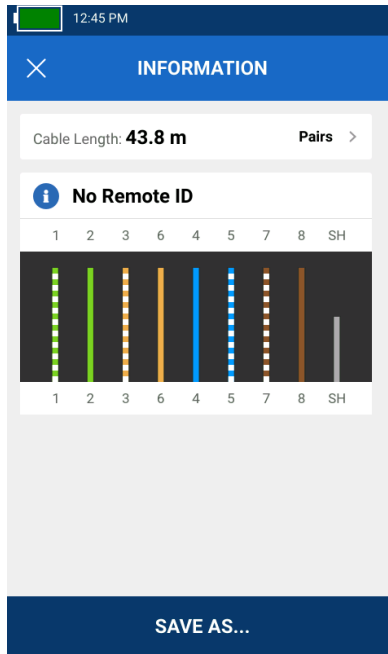 12:45 PM
INFORMATION
Cable Length: 43.8 m Pairs >
i No Remote ID
1 2 3 6 4 5 7 8 SH
1 2 3 6 4 5 7 8 SH
SAVE AS...